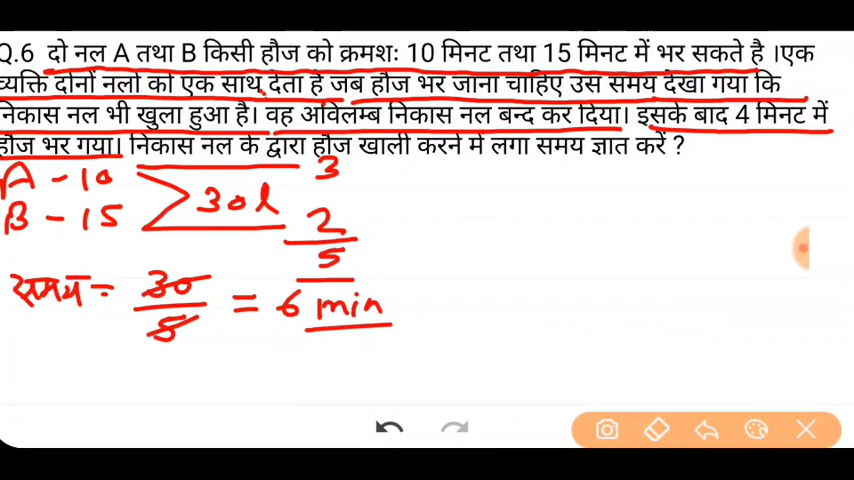 Q.6 दो नल A तथा B किसी हौज को क्रमशः 10 मिनट तथा 15 मिनट में भर सकते है ।एक
व्यक्ति दोनों नलों को एक साथ देता है जब हौज भर जाना चाहिए उस समय देखा गया कि
निकास नल भी खुला हुआ है। वह अविलम्ब निकास नल बन्द कर दिया। इसके बाद 4 मिनट में
हौज भर गया। निकास नल के द्वारा हौज खाली करने में लगा समय ज्ञात करें ?
A - 10 30 l 3
B - 15 2
5
समय = 30/5 = 6 min